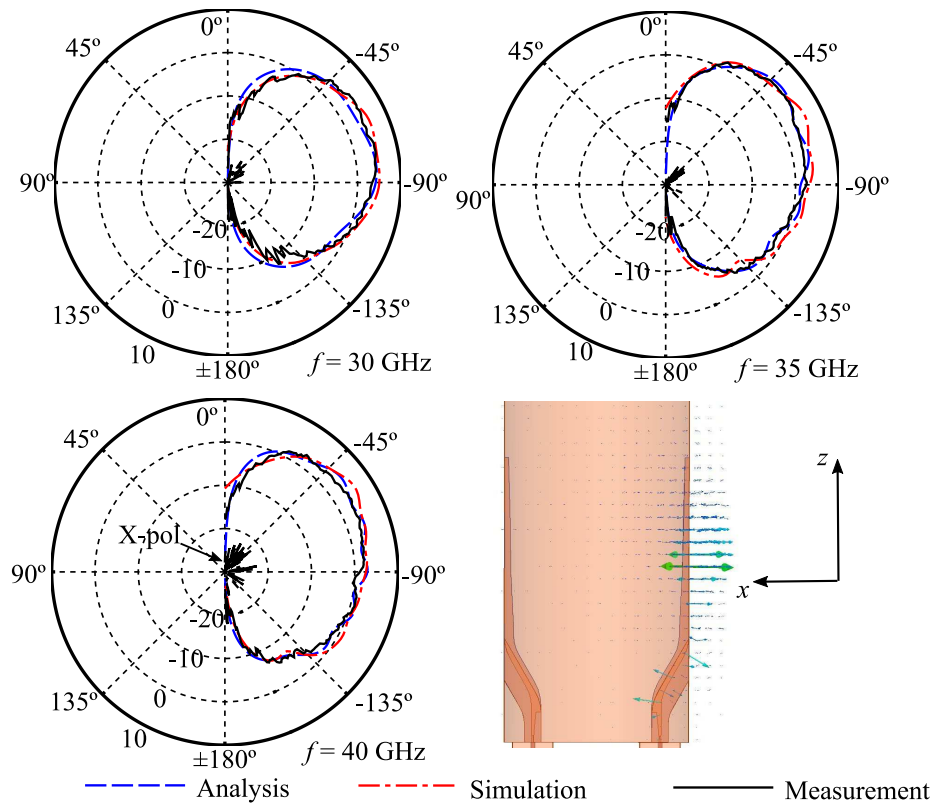 0º
45º
-45º
90º
-90º
-20
-10
0
10
135º
-135º
±180º
f = 30 GHz
0º
45º
-45º
90º
-90º
-20
-10
0
10
135º
-135º
±180º
f = 35 GHz
0º
45º
-45º
X-pol
90º
-90º
-20
-10
0
10
135º
-135º
±180º
f = 40 GHz
z
x
Analysis
Simulation
Measurement